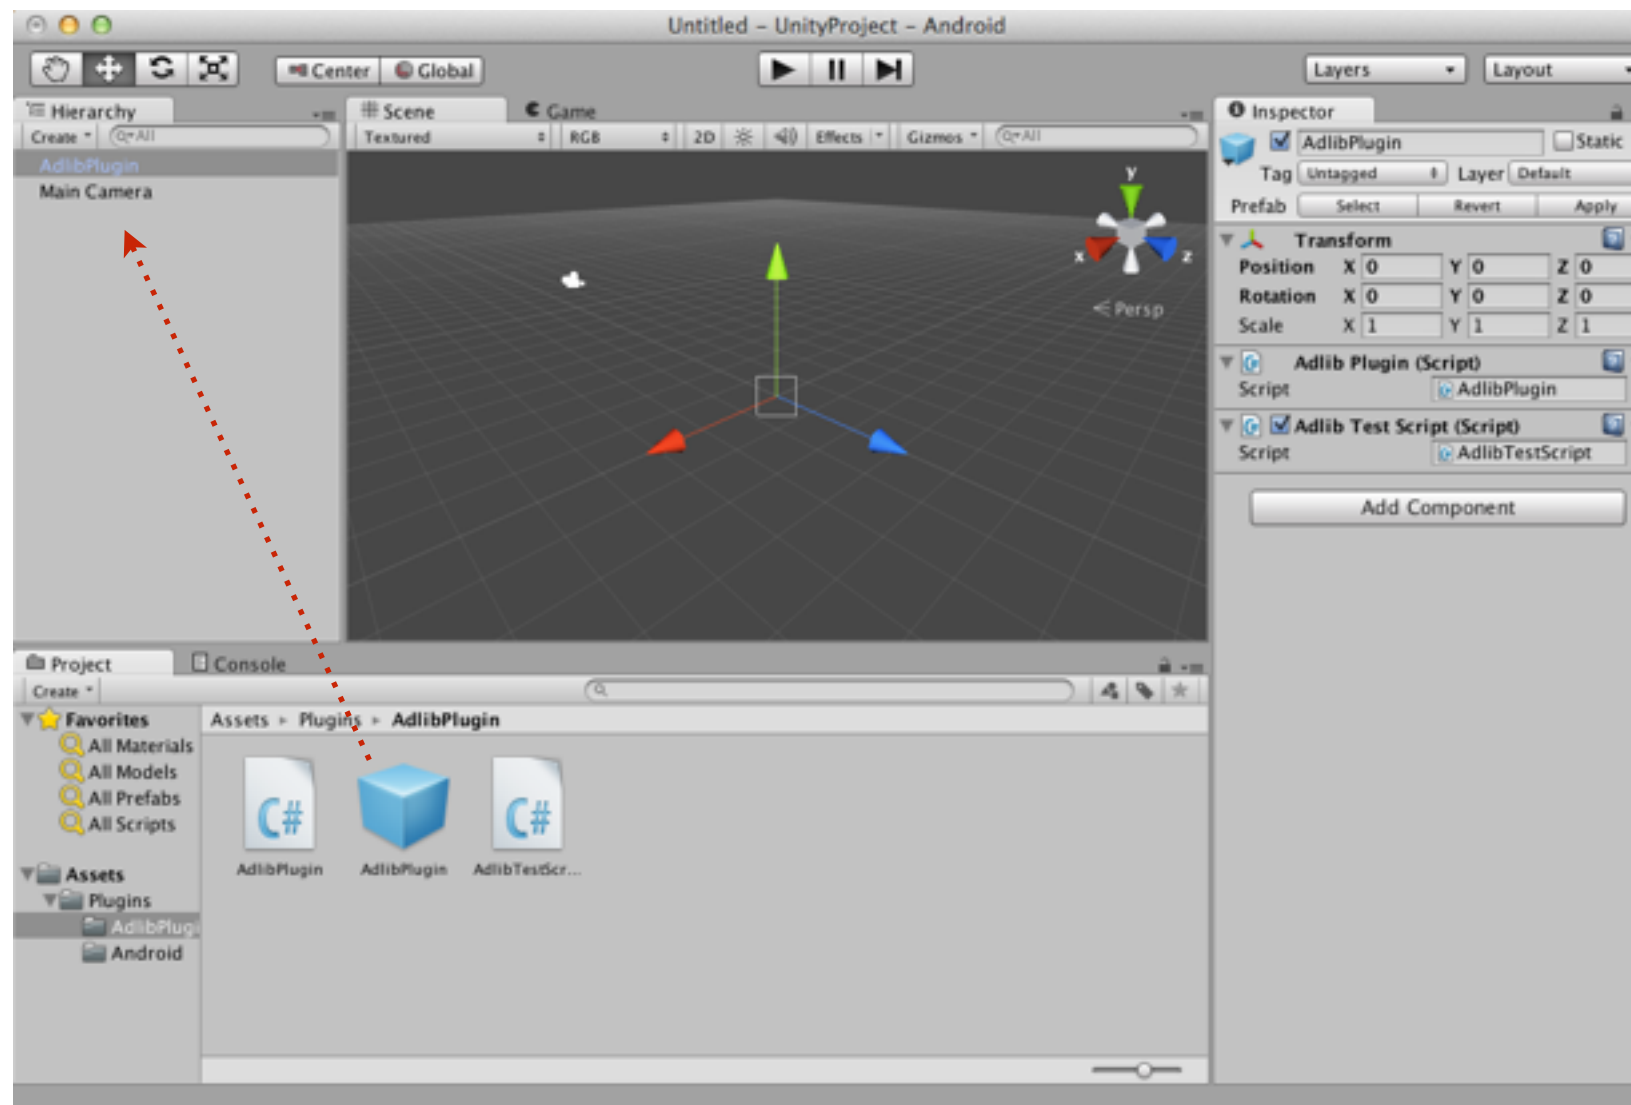 Untitled – UnityProject – Android
Center Global
Layers Layout
Hierarchy
Create All
AdlibPlugin
Main Camera
Scene Game
Textured RGB 2D Effects Gizmos All
y
x z
Persp
Inspector
AdlibPlugin Static
Tag Untagged Layer Default
Prefab Select Revert Apply
Transform
Position X 0 Y 0 Z 0
Rotation X 0 Y 0 Z 0
Scale X 1 Y 1 Z 1
Adlib Plugin (Script)
Script AdlibPlugin
Adlib Test Script (Script)
Script AdlibTestScript
Add Component
Project Console
Create
Favorites
All Materials
All Models
All Prefabs
All Scripts
Assets
Plugins
AdlibPlugi
Android
Assets Plugins AdlibPlugin
C# C#
AdlibPlugin AdlibPlugin AdlibTestScr...